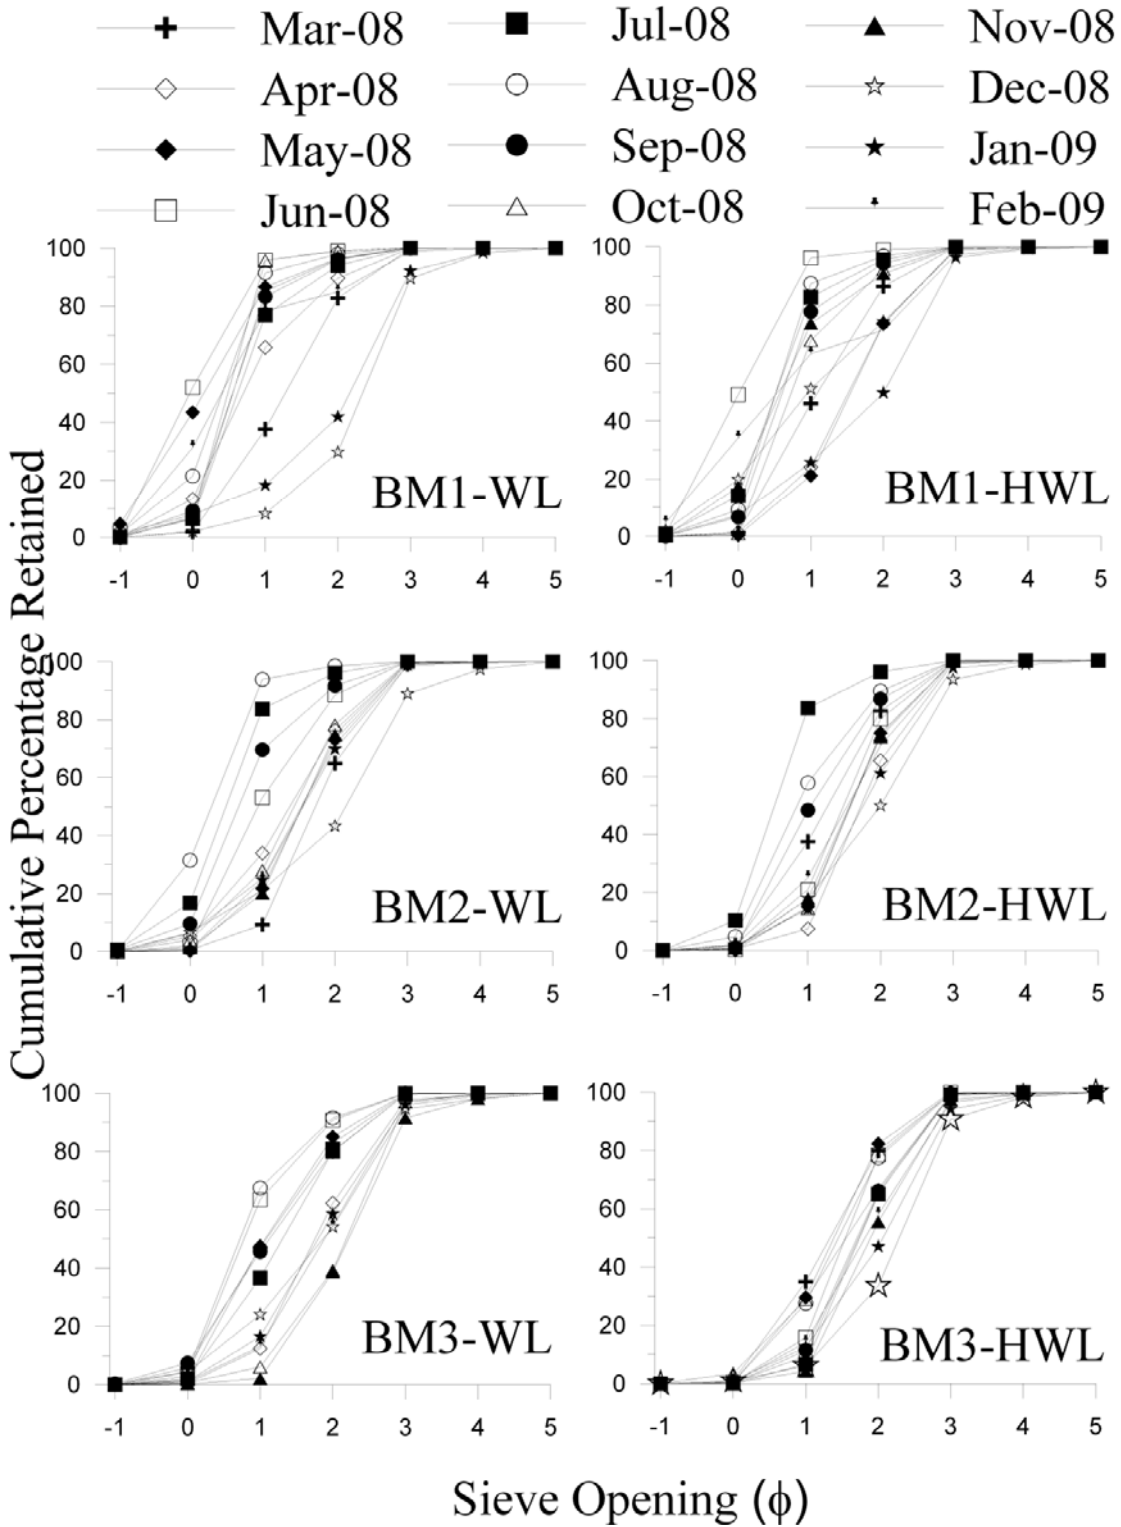 Mar-08 Jul-08 Nov-08
Apr-08 Aug-08 Dec-08
May-08 Sep-08 Jan-09
Jun-08 Oct-08 Feb-09
Cumulative Percentage Retained
100
80
60
40
20
0
BM1-WL
-1 0 1 2 3 4 5
100
80
60
40
20
0
BM1-HWL
-1 0 1 2 3 4 5
100
80
60
40
20
0
BM2-WL
-1 0 1 2 3 4 5
100
80
60
40
20
0
BM2-HWL
-1 0 1 2 3 4 5
100
80
60
40
20
0
BM3-WL
-1 0 1 2 3 4 5
100
80
60
40
20
0
BM3-HWL
-1 0 1 2 3 4 5
Sieve Opening (ϕ)